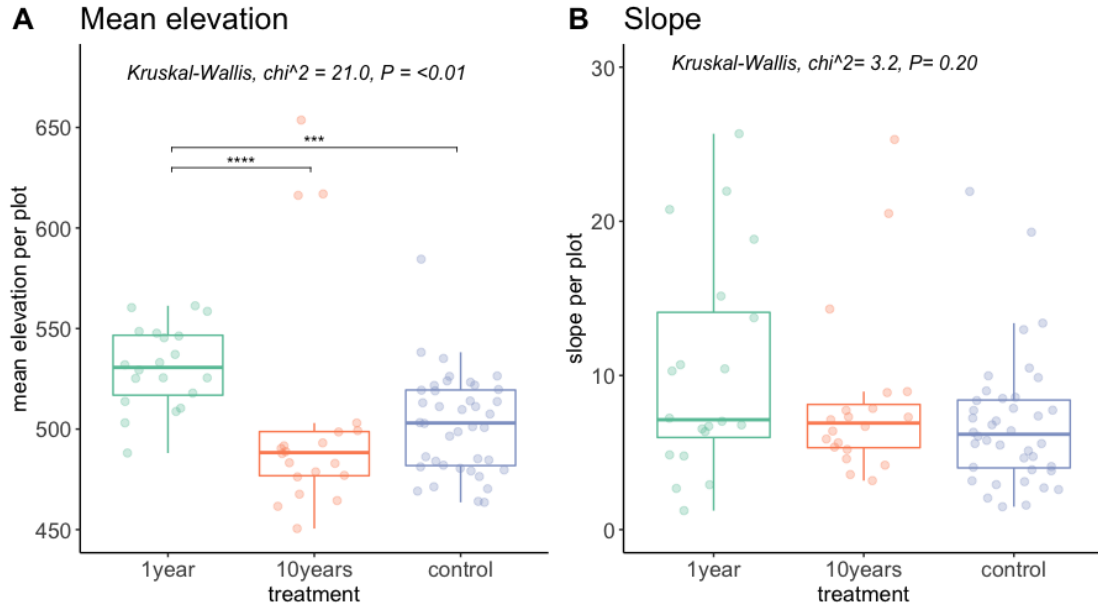 A Mean elevation
Kruskal-Wallis, chi^2 = 21.0, P = <0.01
mean elevation per plot
650
600
550
500
450
***
****
1year 10years control
treatment
B Slope
Kruskal-Wallis, chi^2= 3.2, P= 0.20
slope per plot
30
20
10
0
1year 10years control
treatment